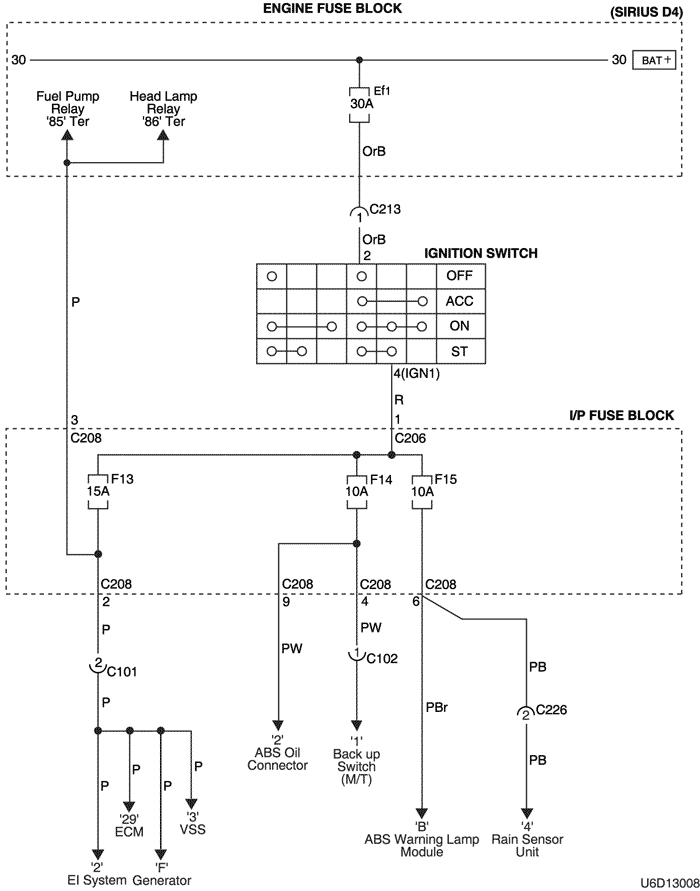 ENGINE FUSE BLOCK
(SIRIUS D4)
30
30
BAT+
Fuel Pump
Relay
'85' Ter
Head Lamp
Relay
'86' Ter
Ef1
30A
OrB
C213
1
OrB
2
IGNITION SWITCH
OFF
ACC
ON
ST
P
4(IGN1)
R
3
1
I/P FUSE BLOCK
C208
C206
F13
15A
F14
10A
F15
10A
C208
C208
C208
C208
2
9
4
6
P
PW
PW
2
C101
1
C102
PB
P
PBr
2
C226
P
P
P
P
PB
'2'
ABS Oil
Connector
'1'
Back up
Switch
(M/T)
'29'
ECM
'3'
VSS
'B'
ABS Warning Lamp
Module
'4'
Rain Sensor
Unit
'2'
EI System
'F'
Generator
U6D13008